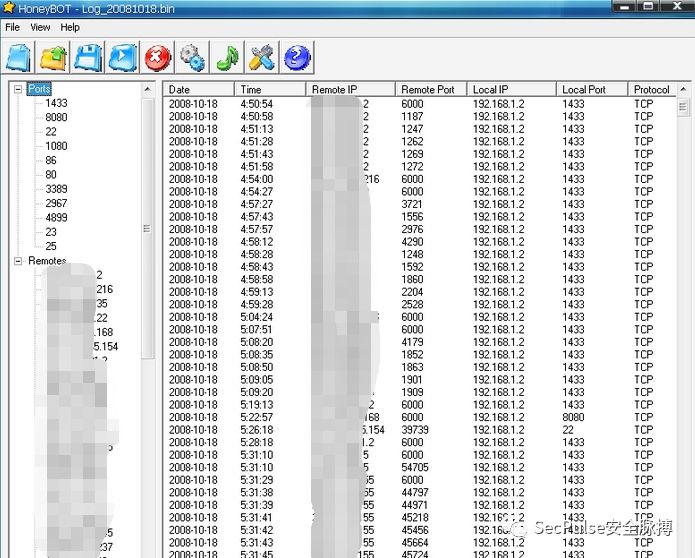 HoneyBOT - Log_20081018.bin
File View Help
Ports
1433
8080
22
1080
86
80
3389
2967
4899
23
25
Remotes
2
216
35
.22
.168
5.154
1.2
5
237
Date Time Remote IP Remote Port Local IP Local Port Protocol
2008-10-18 4:50:54 2 6000 192.168.1.2 1433 TCP
2008-10-18 4:50:58 2 1187 192.168.1.2 1433 TCP
2008-10-18 4:51:13 2 1247 192.168.1.2 1433 TCP
2008-10-18 4:51:28 2 1262 192.168.1.2 1433 TCP
2008-10-18 4:51:43 2 1269 192.168.1.2 1433 TCP
2008-10-18 4:51:58 2 1272 192.168.1.2 1433 TCP
2008-10-18 4:54:00 216 6000 192.168.1.2 1433 TCP
2008-10-18 4:54:27 6000 192.168.1.2 1433 TCP
2008-10-18 4:57:27 3721 192.168.1.2 1433 TCP
2008-10-18 4:57:43 1556 192.168.1.2 1433 TCP
2008-10-18 4:57:57 2976 192.168.1.2 1433 TCP
2008-10-18 4:58:12 4290 192.168.1.2 1433 TCP
2008-10-18 4:58:28 1248 192.168.1.2 1433 TCP
2008-10-18 4:58:43 1592 192.168.1.2 1433 TCP
2008-10-18 4:58:58 1860 192.168.1.2 1433 TCP
2008-10-18 4:59:13 2204 192.168.1.2 1433 TCP
2008-10-18 4:59:28 2528 192.168.1.2 1433 TCP
2008-10-18 5:04:24 6000 192.168.1.2 1433 TCP
2008-10-18 5:07:51 6000 192.168.1.2 1433 TCP
2008-10-18 5:08:20 4179 192.168.1.2 1433 TCP
2008-10-18 5:08:35 1852 192.168.1.2 1433 TCP
2008-10-18 5:08:50 1863 192.168.1.2 1433 TCP
2008-10-18 5:09:05 1901 192.168.1.2 1433 TCP
2008-10-18 5:09:20 1909 192.168.1.2 1433 TCP
2008-10-18 5:19:13 2 6000 192.168.1.2 1433 TCP
2008-10-18 5:22:57 168 6000 192.168.1.2 8080 TCP
2008-10-18 5:26:18 5.154 39739 192.168.1.2 22 TCP
2008-10-18 5:28:18 1.2 6000 192.168.1.2 1433 TCP
2008-10-18 5:31:10 5 6000 192.168.1.2 1433 TCP
2008-10-18 5:31:10 5 54705 192.168.1.2 1433 TCP
2008-10-18 5:31:29 55 6000 192.168.1.2 1433 TCP
2008-10-18 5:31:38 55 44797 192.168.1.2 1433 TCP
2008-10-18 5:31:39 55 44971 192.168.1.2 1433 TCP
2008-10-18 5:31:41 55 45218 192.168.1.2 1433 TCP
2008-10-18 5:31:42 55 45456 192.168.1.2 1433 TCP
2008-10-18 5:31:43 55 45664 192.168.1.2 1433 TCP
2008-10-18 5:31:45 55 45724 192.168.1.2 1433 TCP
SecPulse安全脉搏